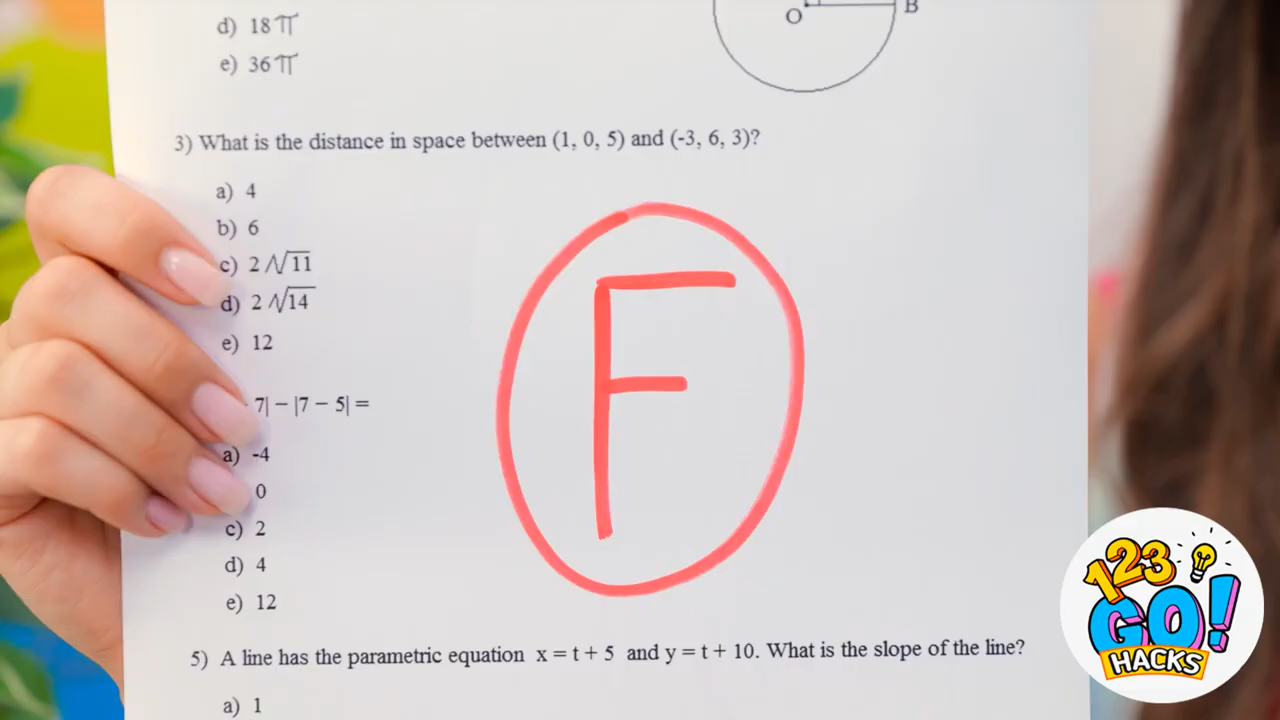 d) 18 π
e) 36 π
O
B
3) What is the distance in space between (1, 0, 5) and (-3, 6, 3)?
a) 4
b) 6
c) 2√11
d) 2√14
e) 12
7| − |7 − 5| =
a) -4
0
c) 2
d) 4
e) 12
F
5) A line has the parametric equation x = t + 5 and y = t + 10. What is the slope of the line?
a) 1
123
GO!
HACKS